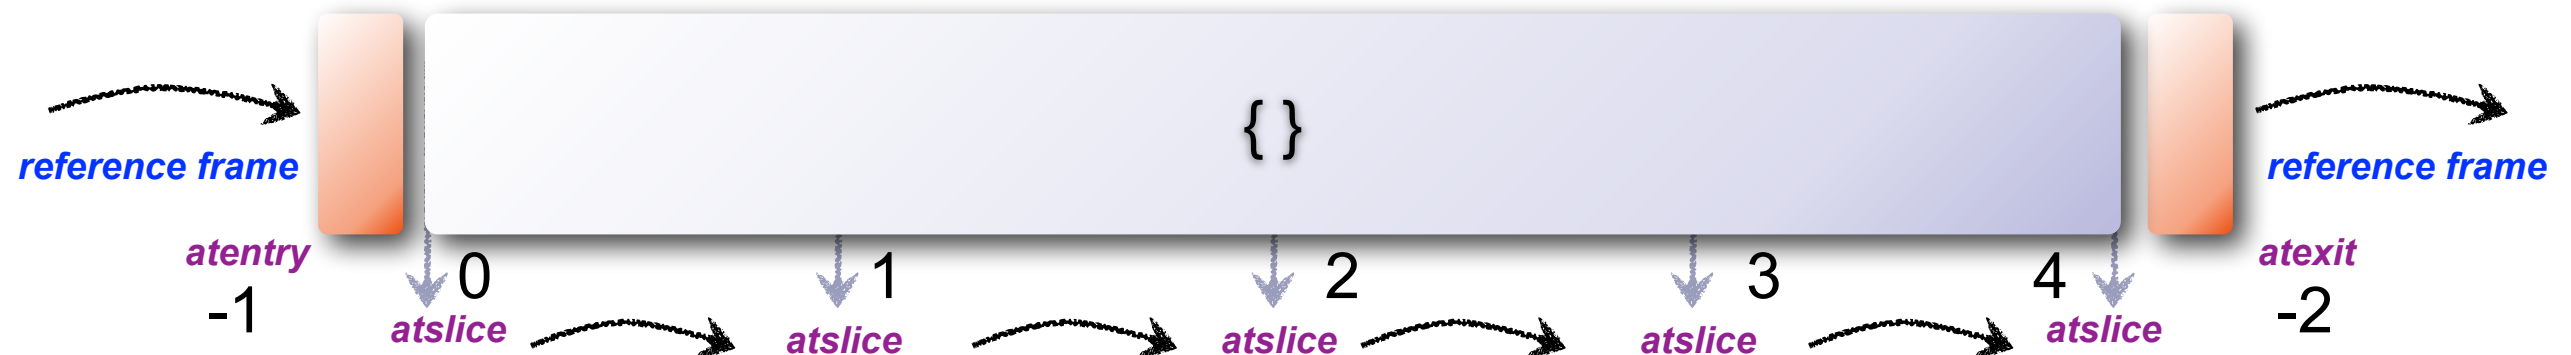 { }
reference frame
reference frame
atentry
0
1
2
3
4
atexit
-1
-2
atslice
atslice
atslice
atslice
atslice